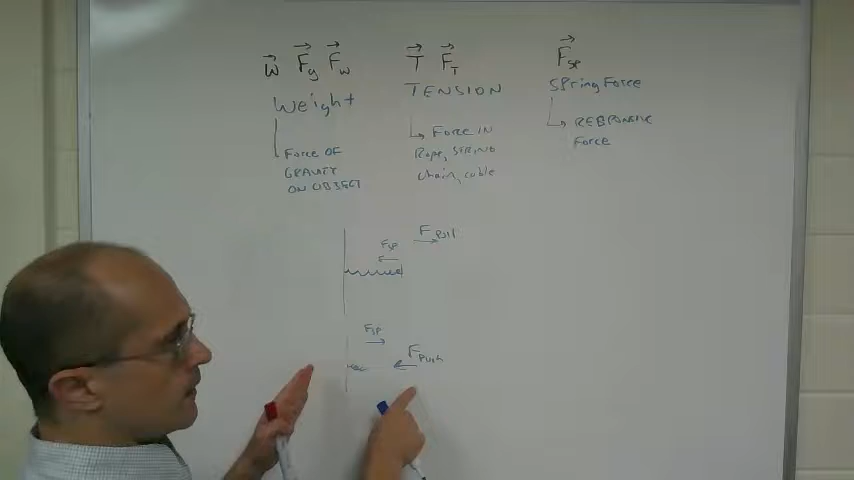 w Fg Fw
Weight
Force OF
GRAVITY
ON OBJECT
T FT
TENSION
Force IN
Rope, STRING
Chain, cable
Fsp
Spring Force
RESPONSIVE
Force
Fsp FPull
Fsp
FPush